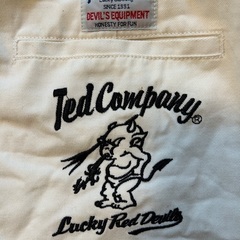 SINCE 1991
DEVIL'S EQUIPMENT
HONESTY FOR FUN
Ted Company®
Lucky Red Devils